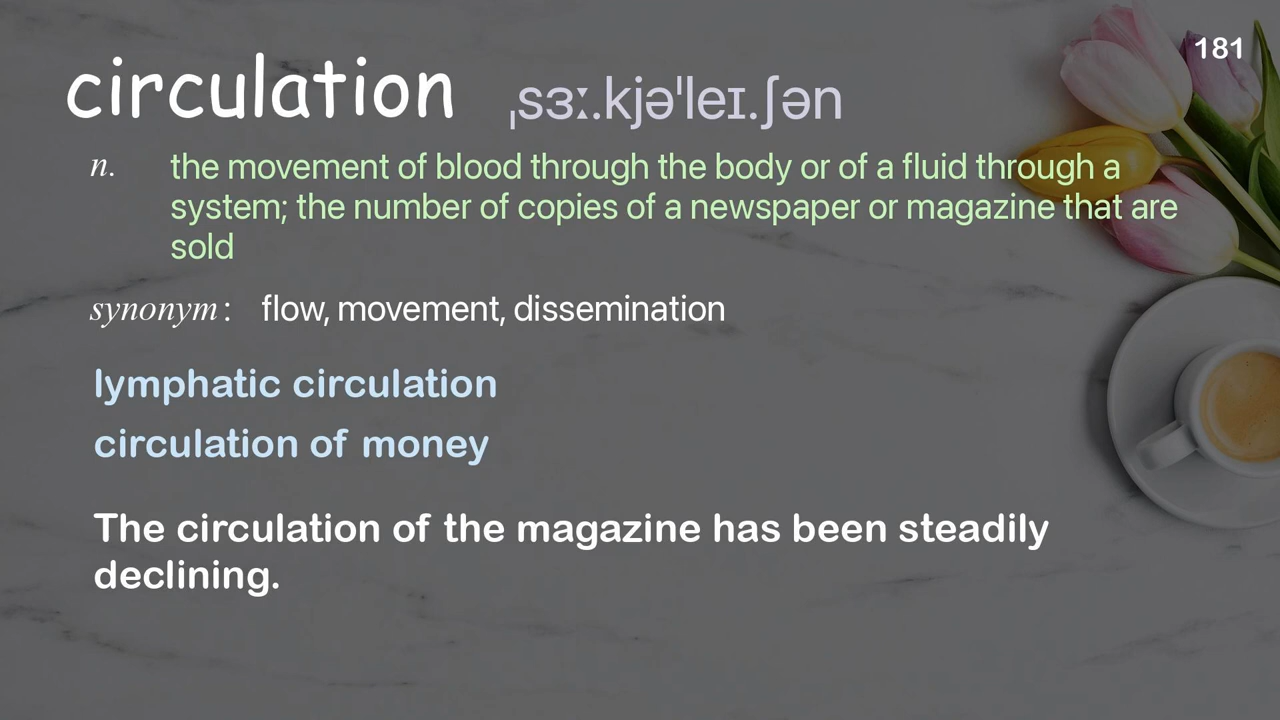 181
circulation ˌsɜː.kjəˈleɪ.ʃən
n. the movement of blood through the body or of a fluid through a
system; the number of copies of a newspaper or magazine that are
sold
synonym: flow, movement, dissemination
lymphatic circulation
circulation of money
The circulation of the magazine has been steadily
declining.